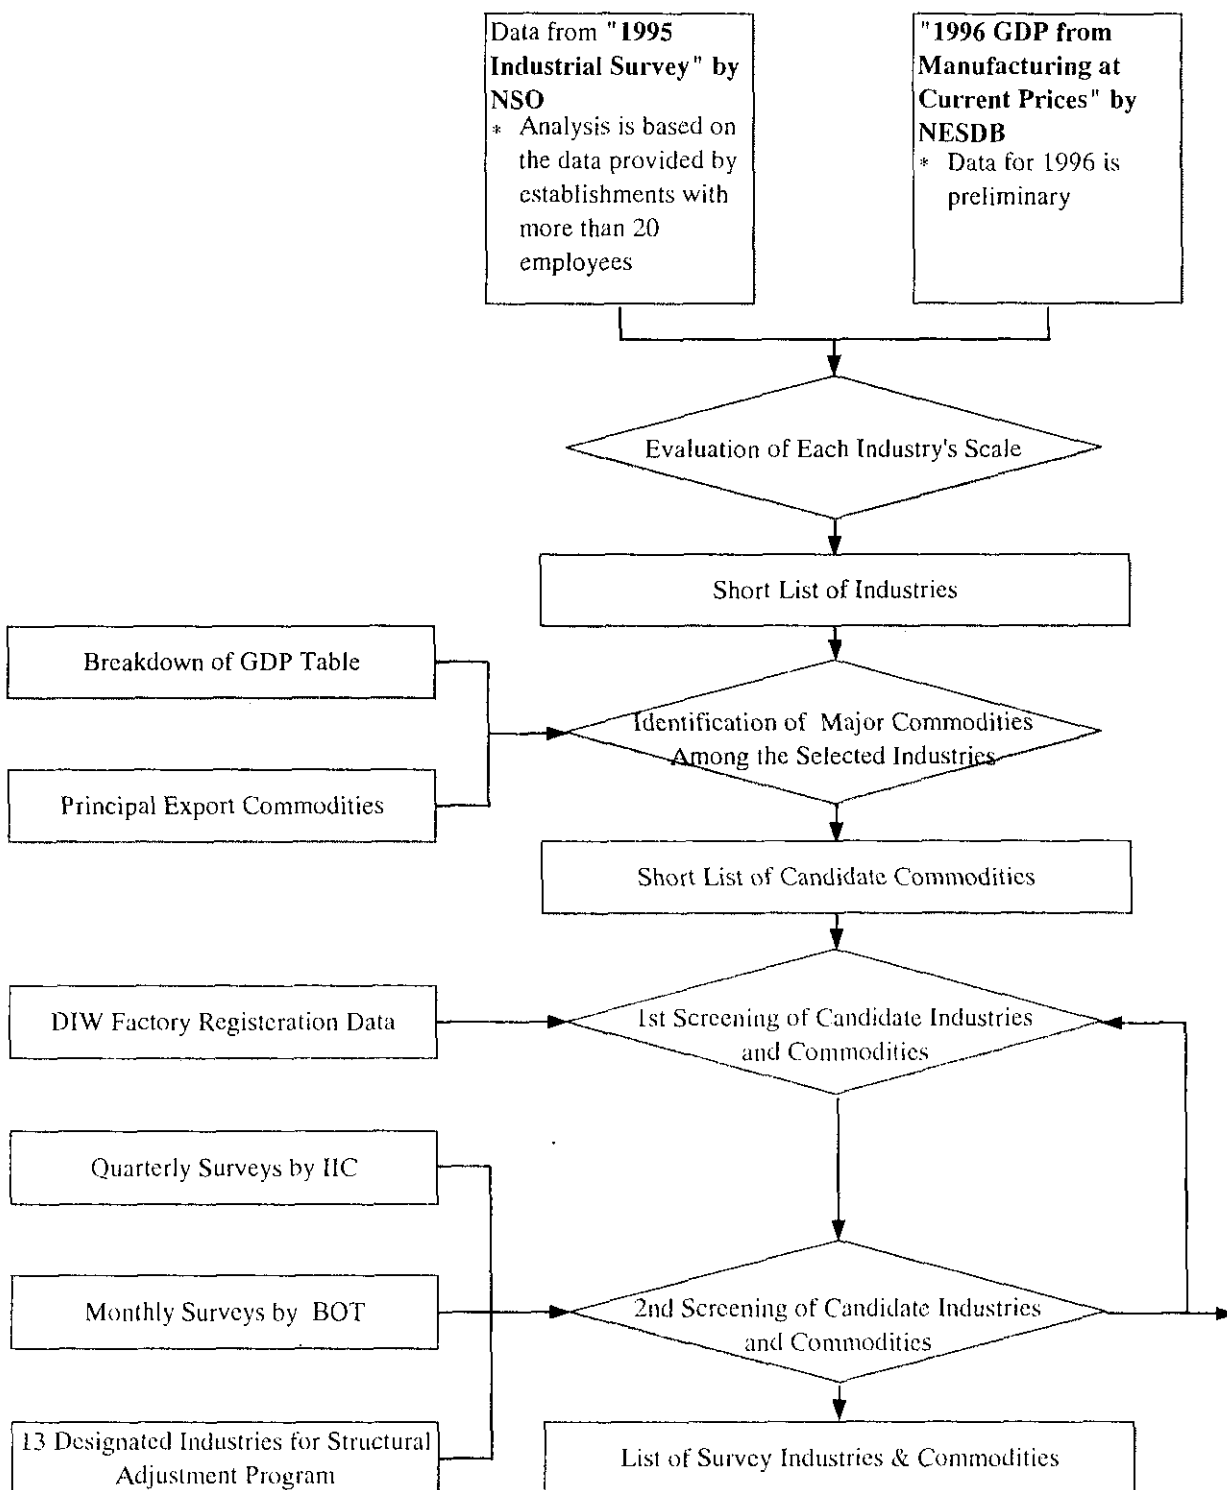 Data from "1995
Industrial Survey" by
NSO
* Analysis is based on
the data provided by
establishments with
more than 20
employees
"1996 GDP from
Manufacturing at
Current Prices" by
NESDB
* Data for 1996 is
preliminary
Evaluation of Each Industry's Scale
Short List of Industries
Breakdown of GDP Table
Identification of Major Commodities
Among the Selected Industries
Principal Export Commodities
Short List of Candidate Commodities
DIW Factory Registeration Data
1st Screening of Candidate Industries
and Commodities
Quarterly Surveys by IIC
Monthly Surveys by BOT
2nd Screening of Candidate Industries
and Commodities
13 Designated Industries for Structural
Adjustment Program
List of Survey Industries & Commodities